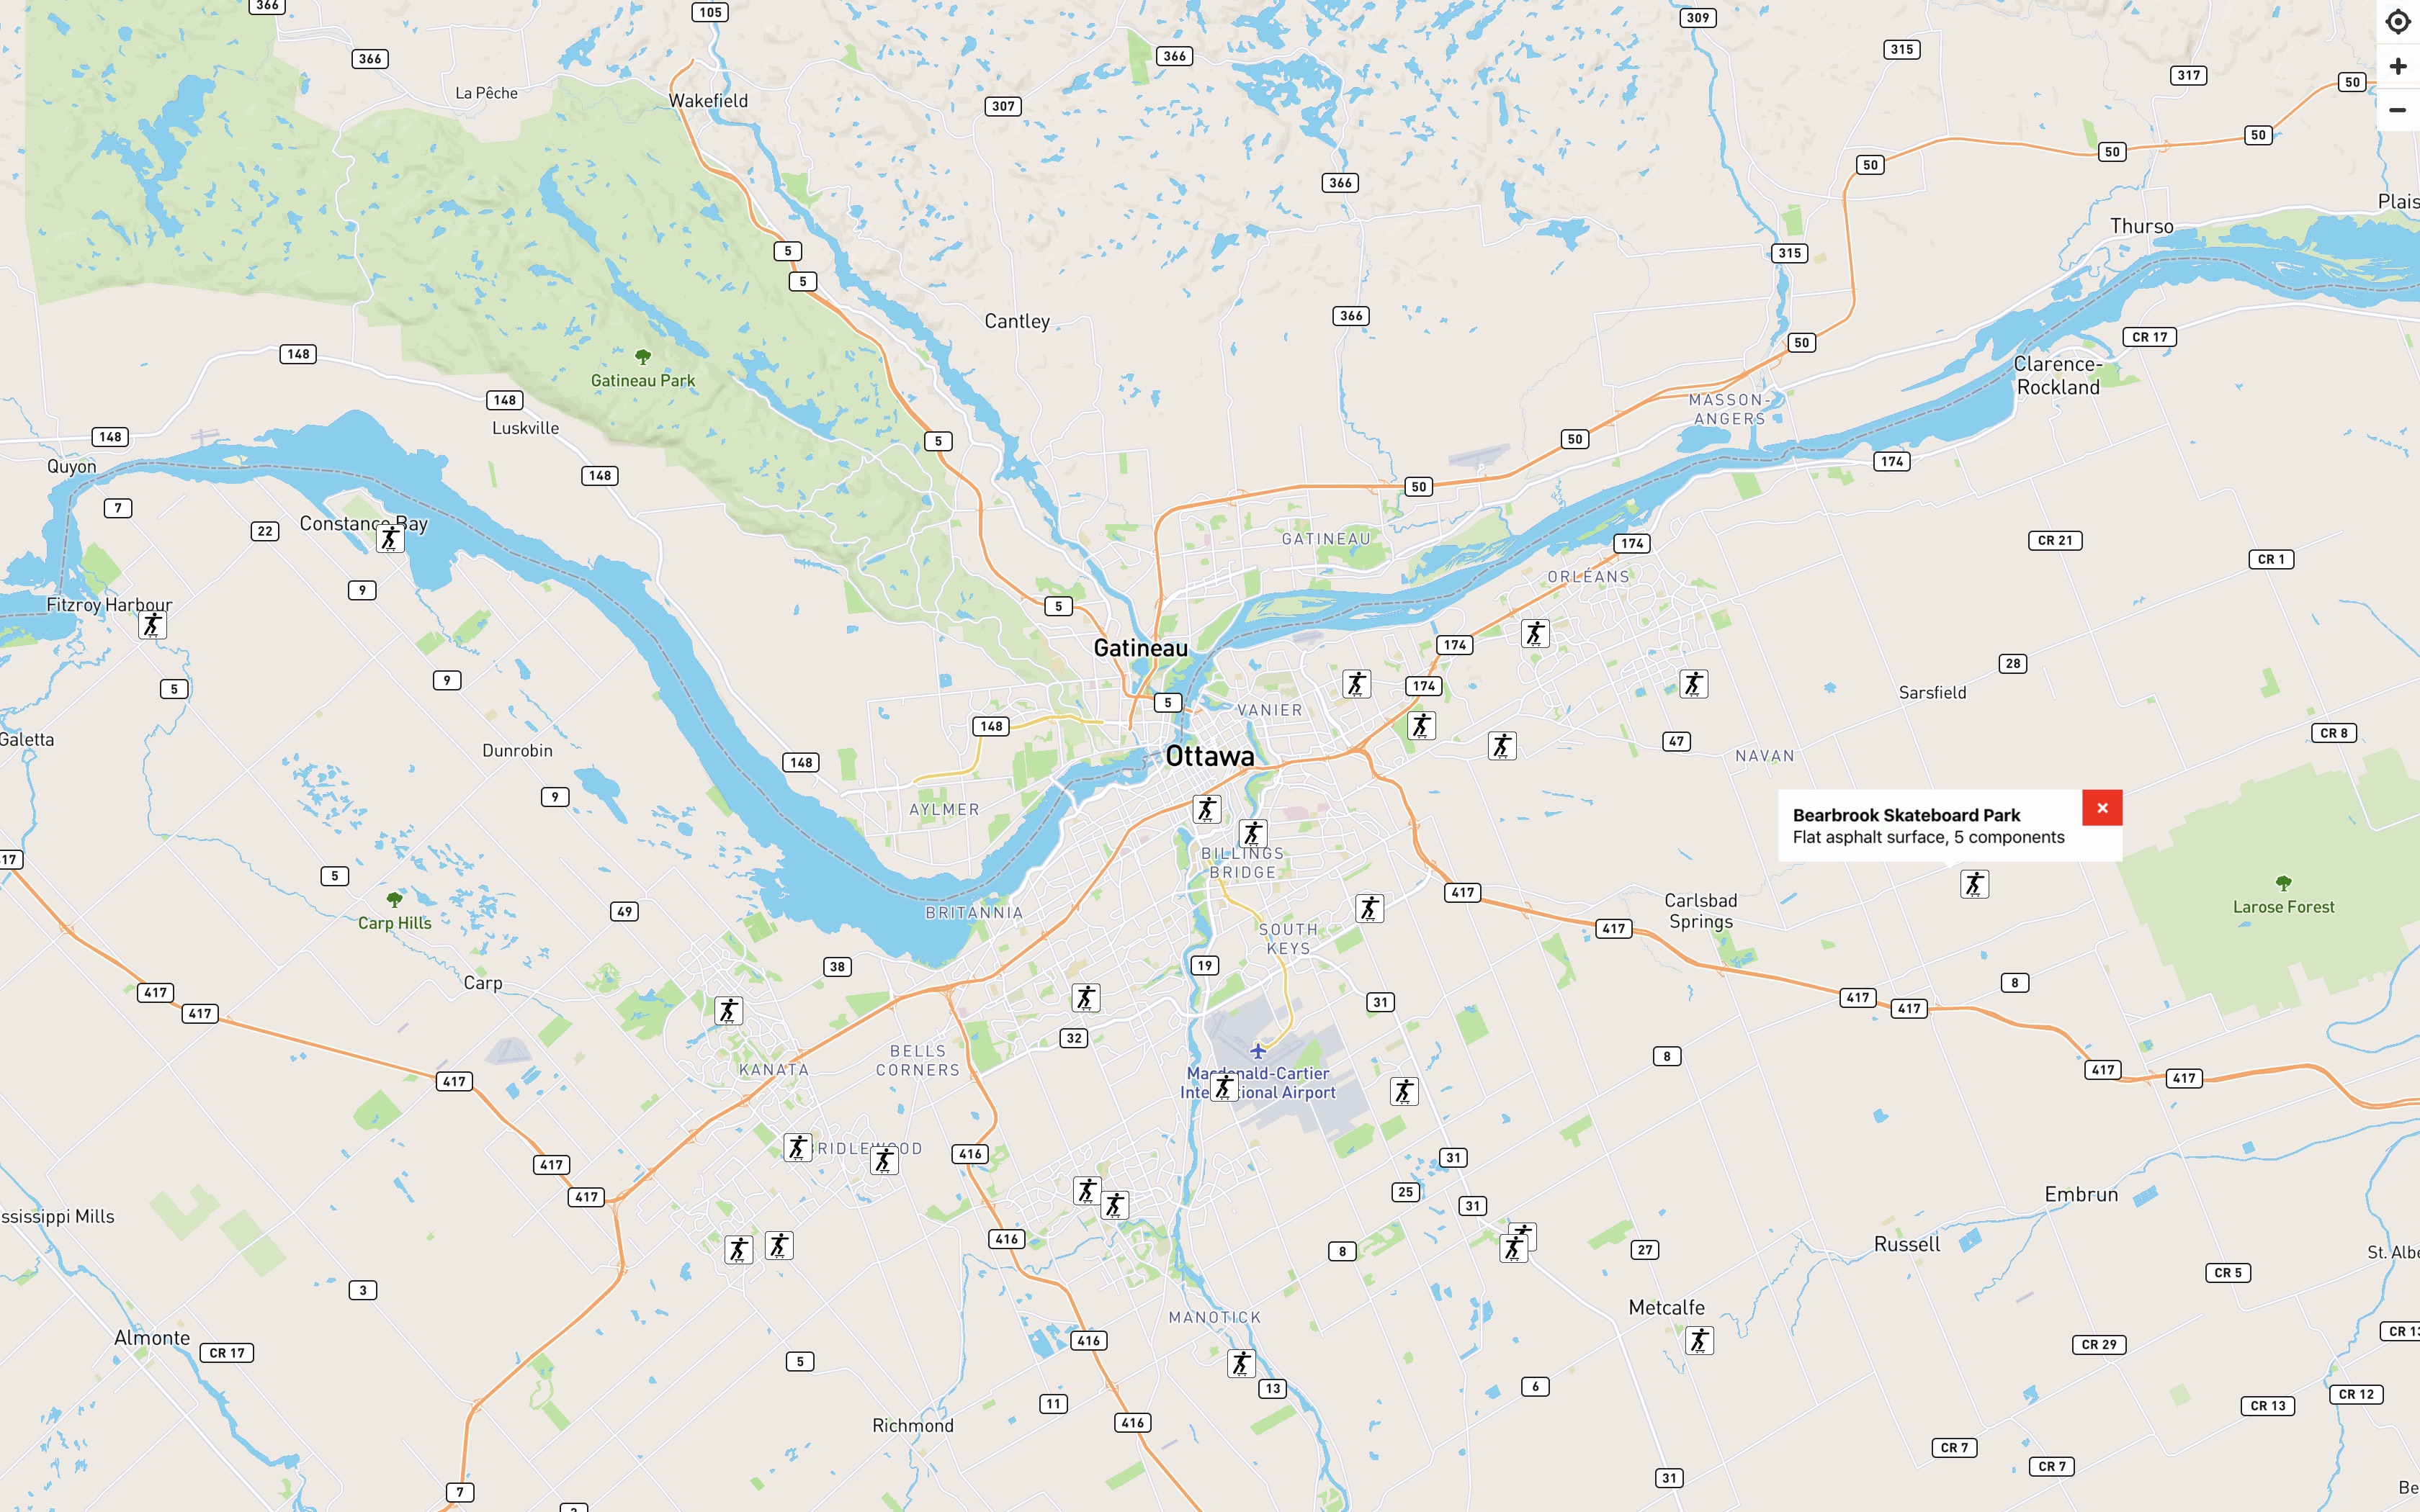 366
105
309
366
315
366
317
50
La Pêche
Wakefield
307
50
50
50
366
Thurso
5
315
5
Cantley
366
50
CR 17
148
Gatineau Park
Clarence-
Rockland
148
MASSON-
ANGERS
Luskville
148
5
50
Quyon
148
174
50
7
Constance Bay
22
GATINEAU
174
CR 21
CR 1
ORLÉANS
9
Fitzroy Harbour
5
Gatineau
174
28
9
5
174
Sarsfield
5
VANIER
148
CR 8
Galetta
47
Dunrobin
Ottawa
NAVAN
148
9
AYLMER
Bearbrook Skateboard Park
×
Flat asphalt surface, 5 components
17
BILLINGS
BRIDGE
5
417
Larose Forest
49
BRITANNIA
Carlsbad
Springs
Carp Hills
SOUTH
KEYS
417
38
19
Carp
8
417
417
31
417
417
32
BELLS
CORNERS
8
KANATA
Macdonald-Cartier
International Airport
417
417
417
BRIDLEWOOD
416
31
417
25
Embrun
417
31
ssissippi Mills
416
8
27
Russell
St. Albe
CR 5
3
Metcalfe
MANOTICK
Almonte
CR 17
416
CR 29
CR 13
5
13
6
CR 12
11
CR 13
Richmond
416
CR 7
CR 7
31
7
Be